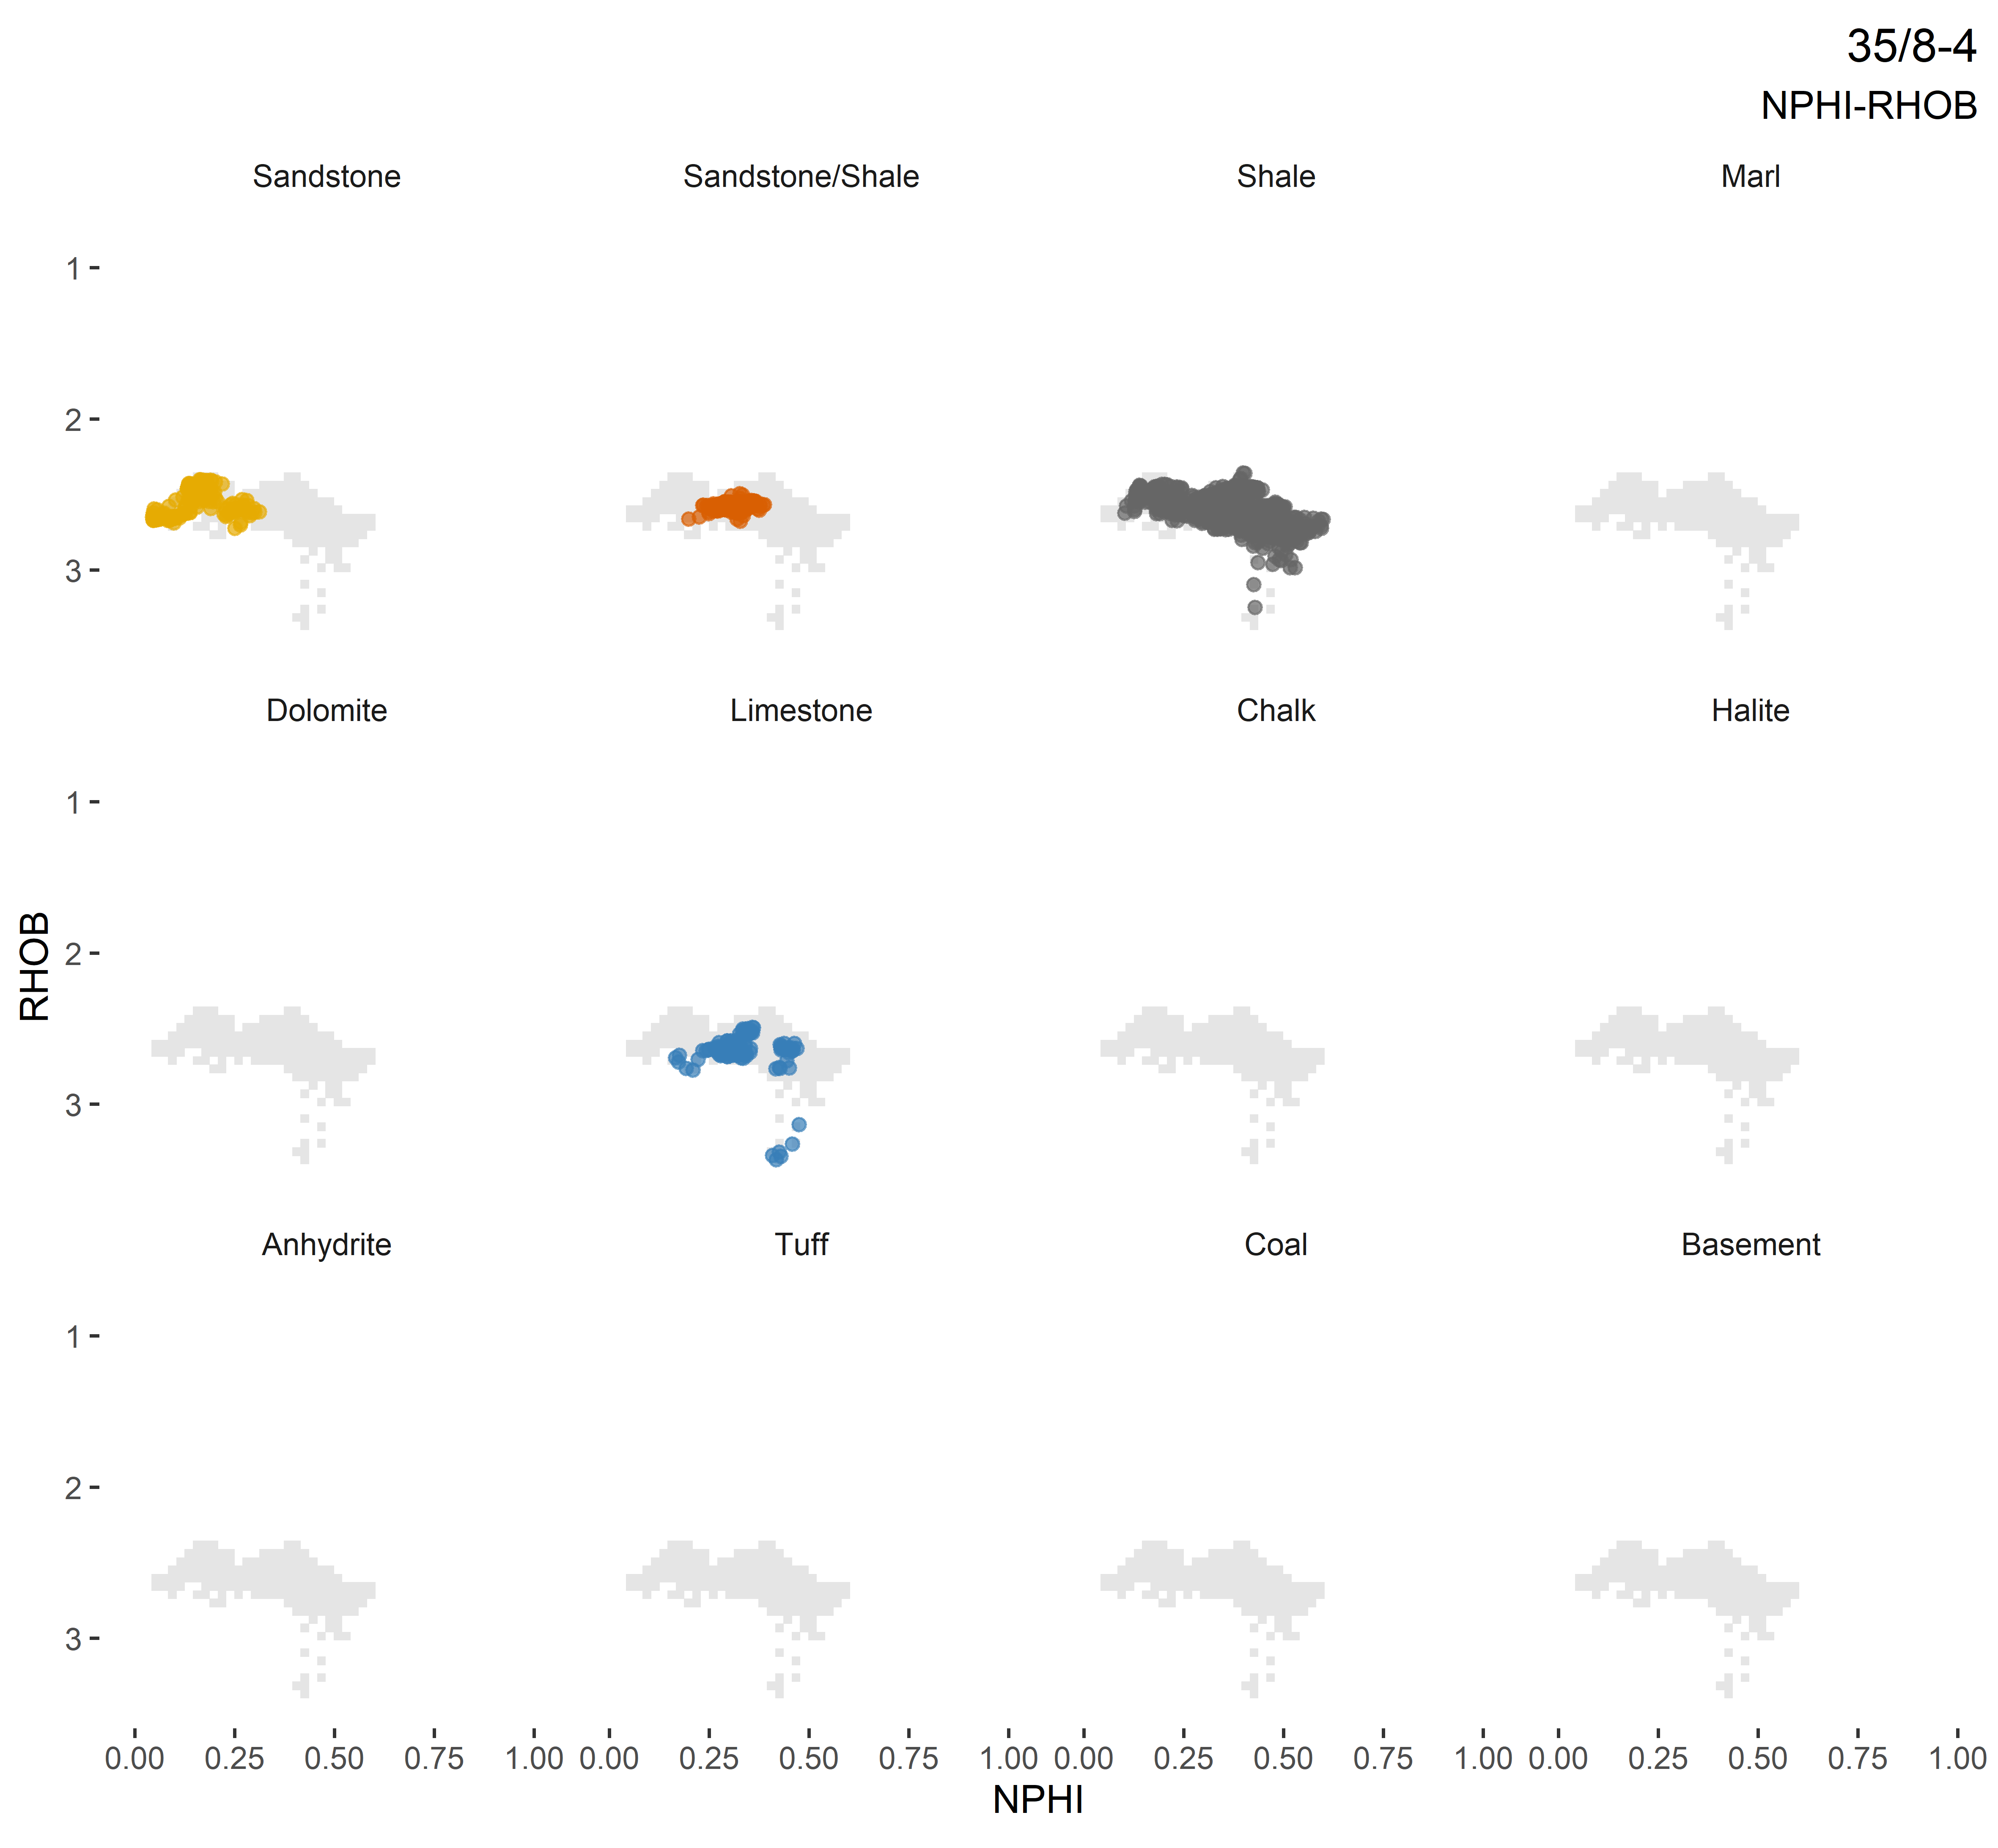 35/8-4
NPHI-RHOB
Sandstone Sandstone/Shale Shale Marl
1
2
3
Dolomite Limestone Chalk Halite
1
2
3
RHOB
Anhydrite Tuff Coal Basement
1
2
3
0.00 0.25 0.50 0.75 1.00 0.00 0.25 0.50 0.75 1.00 0.00 0.25 0.50 0.75 1.00 0.00 0.25 0.50 0.75 1.00
NPHI